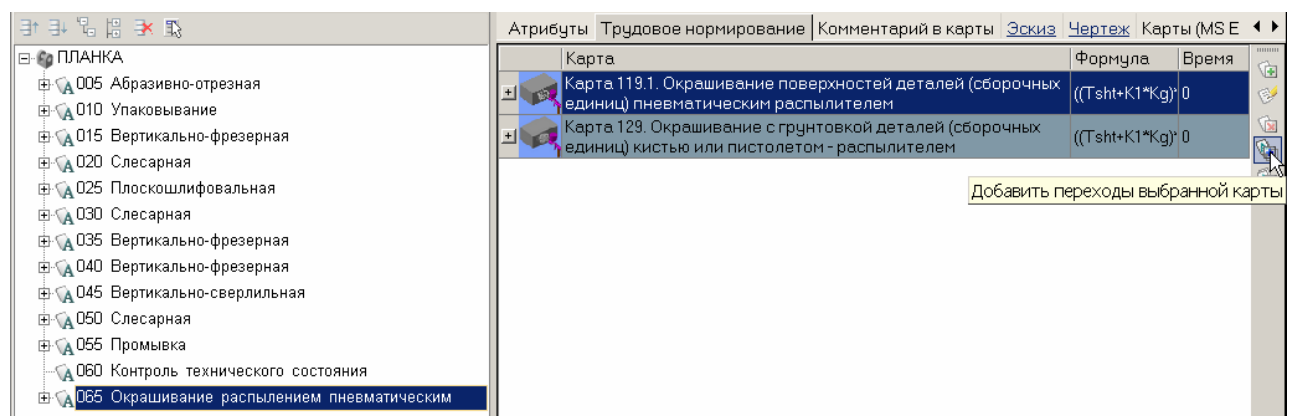 Атрибуты Трудовое нормирование Комментарий в карты Эскиз Чертеж Карты (MS E
ПЛАНКА
005 Абразивно-отрезная
010 Упаковывание
015 Вертикально-фрезерная
020 Слесарная
025 Плоскошлифовальная
030 Слесарная
035 Вертикально-фрезерная
040 Вертикально-фрезерная
045 Вертикально-сверлильная
050 Слесарная
055 Промывка
060 Контроль технического состояния
065 Окрашивание распылением пневматическим
Карта Формула Время
Карта 119.1. Окрашивание поверхностей деталей (сборочных
единиц) пневматическим распылителем
((Tsht+K1*Kg)* 0
Карта 129. Окрашивание с грунтовкой деталей (сборочных
единиц) кистью или пистолетом - распылителем
((Tsht+K1*Kg)* 0
Добавить переходы выбранной карты